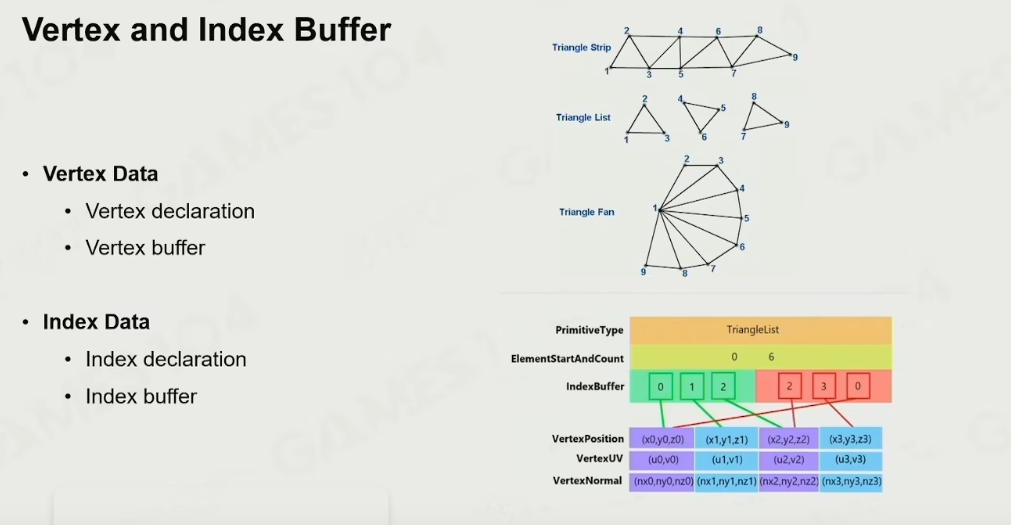 Vertex and Index Buffer
• Vertex Data
• Vertex declaration
• Vertex buffer
• Index Data
• Index declaration
• Index buffer
Triangle Strip
2 4 6 8
1 3 5 7 9
Triangle List
2 4 5 8
1 3 6 7 9
Triangle Fan
2 3
1 4
5
6
9 8 7
PrimitiveType TriangleList
ElementStartAndCount 0 6
IndexBuffer 0 1 2 2 3 0
VertexPosition (x0,y0,z0) (x1,y1,z1) (x2,y2,z2) (x3,y3,z3)
VertexUV (u0,v0) (u1,v1) (u2,v2) (u3,v3)
VertexNormal (nx0,ny0,nz0) (nx1,ny1,nz1) (nx2,ny2,nz2) (nx3,ny3,nz3)
GAMES104